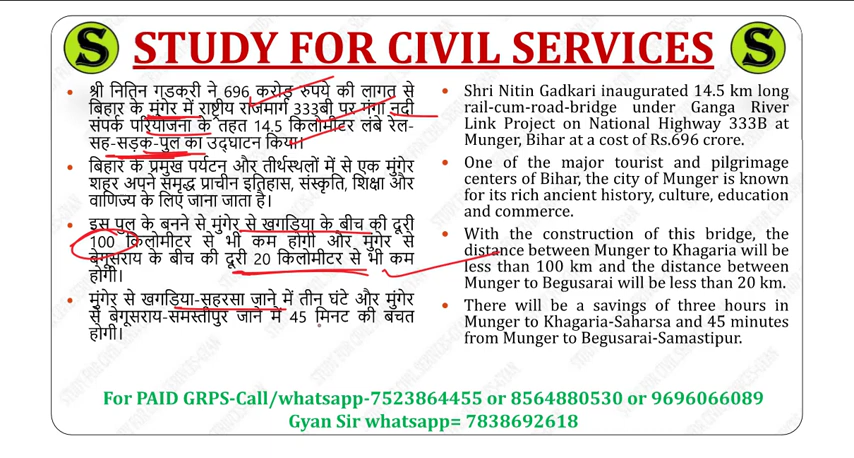 S STUDY FOR CIVIL SERVICES S
• श्री नितिन गडकरी ने 696 करोड़ रुपये की लागत से
बिहार के मुंगेर में राष्ट्रीय राजमार्ग 333बी पर गंगा नदी
संपर्क परियोजना के तहत 14.5 किलोमीटर लंबे रेल-
सह-सड़क-पुल का उद्घाटन किया।
• बिहार के प्रमुख पर्यटन और तीर्थस्थलों में से एक मुंगेर
शहर अपने समृद्ध प्राचीन इतिहास, संस्कृति, शिक्षा और
वाणिज्य के लिए जाना जाता है।
• इस पुल के बनने से मुंगेर से खगड़िया के बीच की दूरी
100 किलोमीटर से भी कम होगी और मुंगेर से
बेगूसराय के बीच की दूरी 20 किलोमीटर से भी कम
होगी।
• मुंगेर से खगड़िया-सहरसा जाने में तीन घंटे और मुंगेर
से बेगूसराय-समस्तीपुर जाने में 45 मिनट की बचत
होगी।
• Shri Nitin Gadkari inaugurated 14.5 km long
rail-cum-road-bridge under Ganga River
Link Project on National Highway 333B at
Munger, Bihar at a cost of Rs.696 crore.
• One of the major tourist and pilgrimage
centers of Bihar, the city of Munger is known
for its rich ancient history, culture, education
and commerce.
• With the construction of this bridge, the
distance between Munger to Khagaria will be
less than 100 km and the distance between
Munger to Begusarai will be less than 20 km.
• There will be a savings of three hours in
Munger to Khagaria-Saharsa and 45 minutes
from Munger to Begusarai-Samastipur.
For PAID GRPS-Call/whatsapp-7523864455 or 8564880530 or 9696066089
Gyan Sir whatsapp= 7838692618